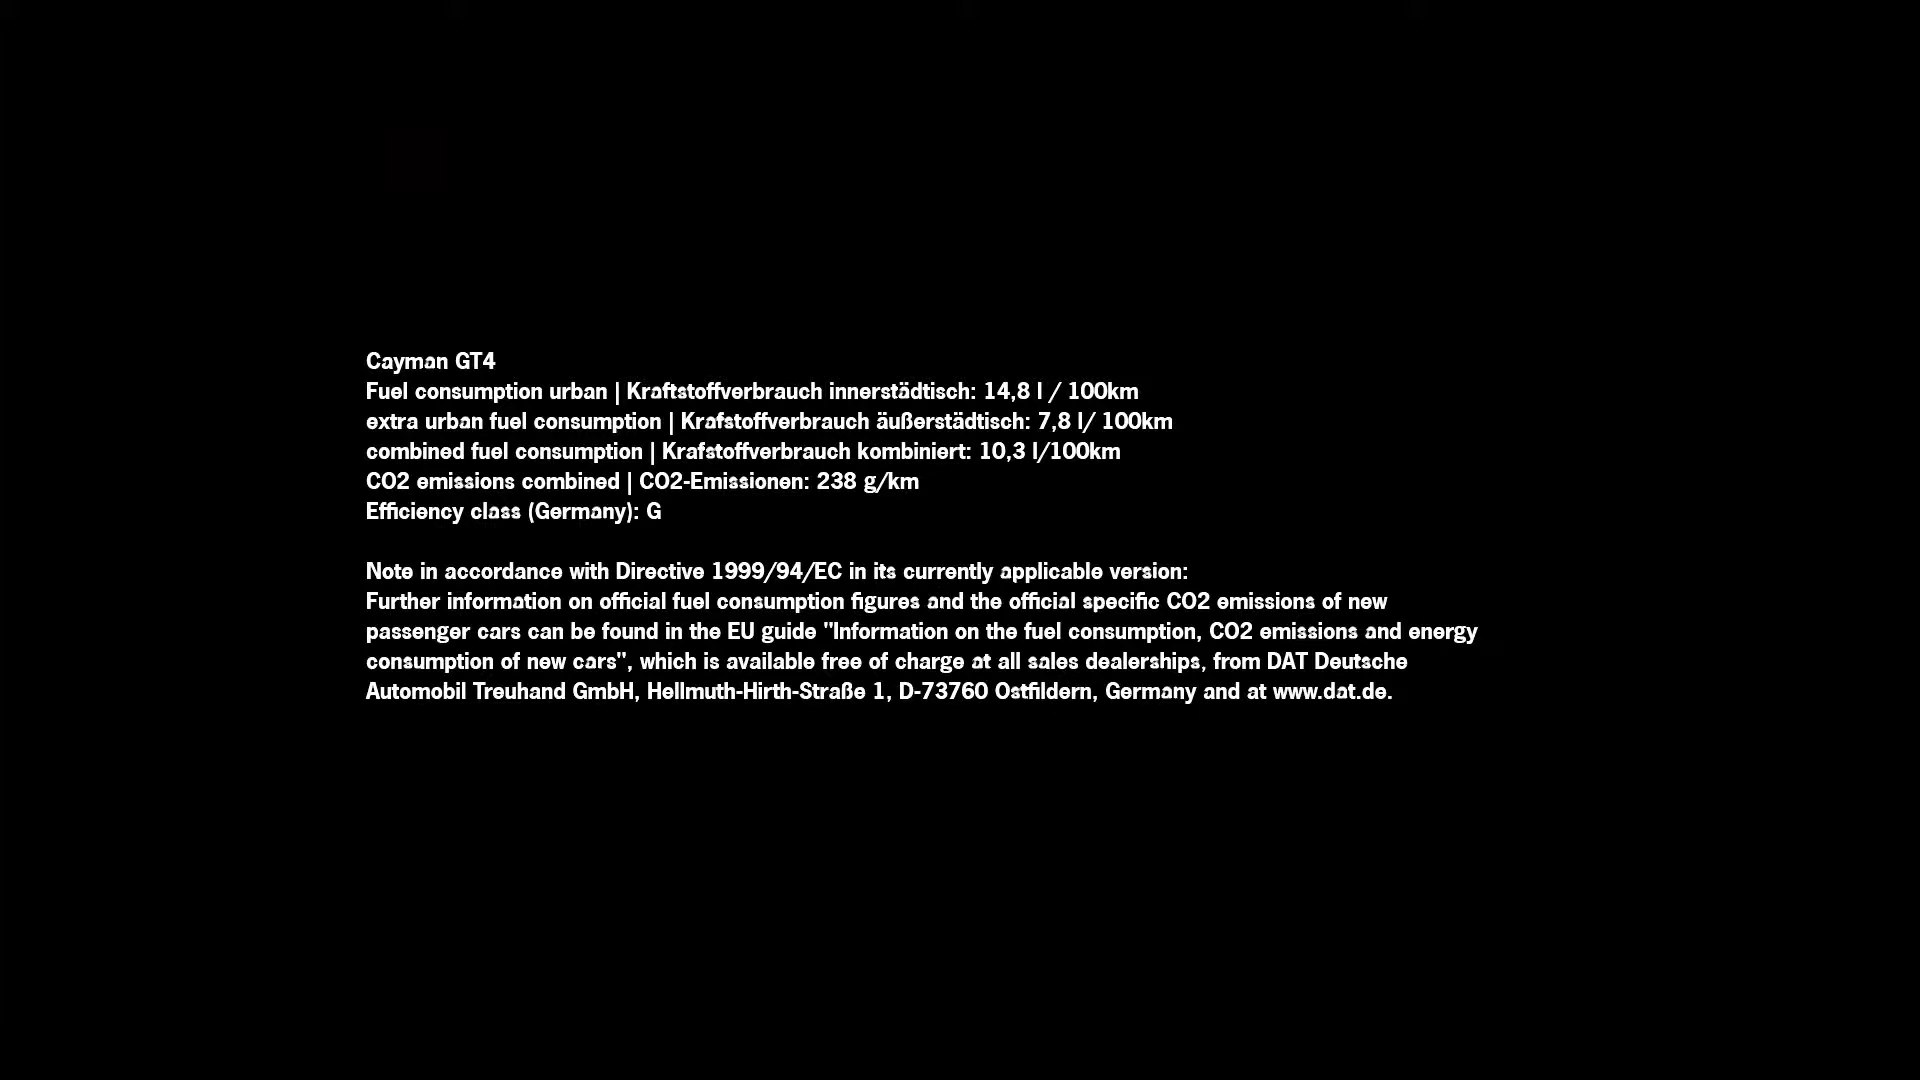 Cayman GT4
Fuel consumption urban | Kraftstoffverbrauch innerstädtisch: 14,8 l / 100km
extra urban fuel consumption | Krafstoffverbrauch äußerstädtisch: 7,8 l/ 100km
combined fuel consumption | Krafstoffverbrauch kombiniert: 10,3 l/100km
CO2 emissions combined | CO2-Emissionen: 238 g/km
Efficiency class (Germany): G
Note in accordance with Directive 1999/94/EC in its currently applicable version:
Further information on official fuel consumption figures and the official specific CO2 emissions of new
passenger cars can be found in the EU guide "Information on the fuel consumption, CO2 emissions and energy
consumption of new cars", which is available free of charge at all sales dealerships, from DAT Deutsche
Automobil Treuhand GmbH, Hellmuth-Hirth-Straße 1, D-73760 Ostfildern, Germany and at www.dat.de.